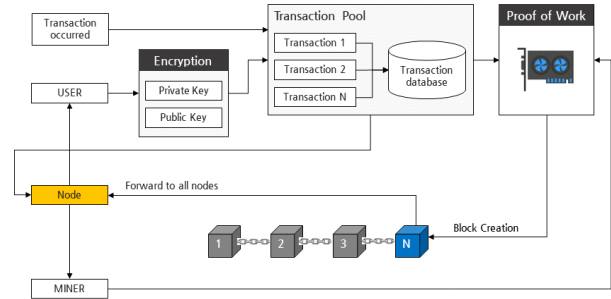 Transaction
occurred
Transaction Pool
Transaction 1
Transaction 2
Transaction N
Transaction
database
Proof of Work
Encryption
Private Key
Public Key
USER
Node
Forward to all nodes
1
2
3
N
Block Creation
MINER